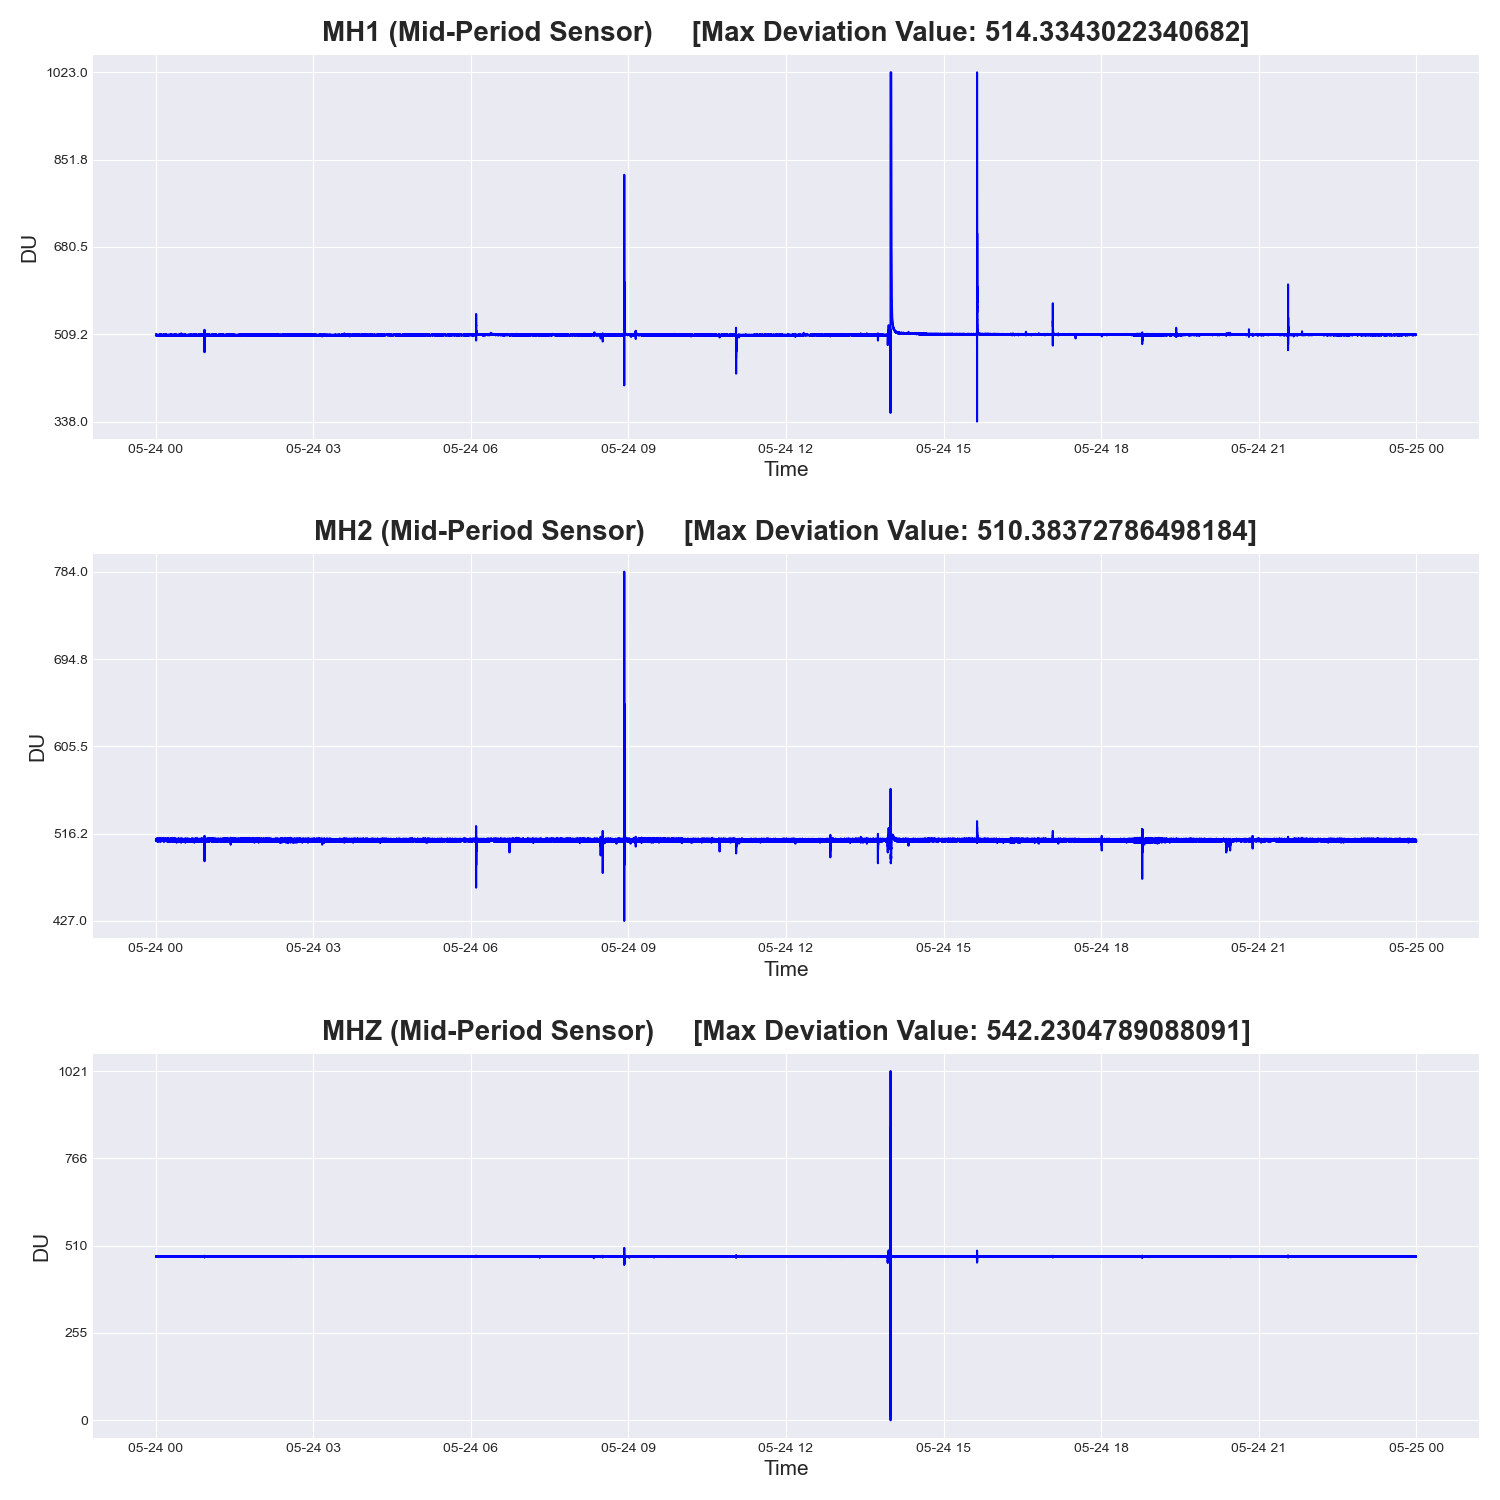 MH1 (Mid-Period Sensor) [Max Deviation Value: 514.3343022340682]
1023.0
851.8
680.5
509.2
338.0
DU
05-24 00 05-24 03 05-24 06 05-24 09 05-24 12 05-24 15 05-24 18 05-24 21 05-25 00
Time
MH2 (Mid-Period Sensor) [Max Deviation Value: 510.38372786498184]
784.0
694.8
605.5
516.2
427.0
DU
05-24 00 05-24 03 05-24 06 05-24 09 05-24 12 05-24 15 05-24 18 05-24 21 05-25 00
Time
MHZ (Mid-Period Sensor) [Max Deviation Value: 542.2304789088091]
1021
766
510
255
0
DU
05-24 00 05-24 03 05-24 06 05-24 09 05-24 12 05-24 15 05-24 18 05-24 21 05-25 00
Time